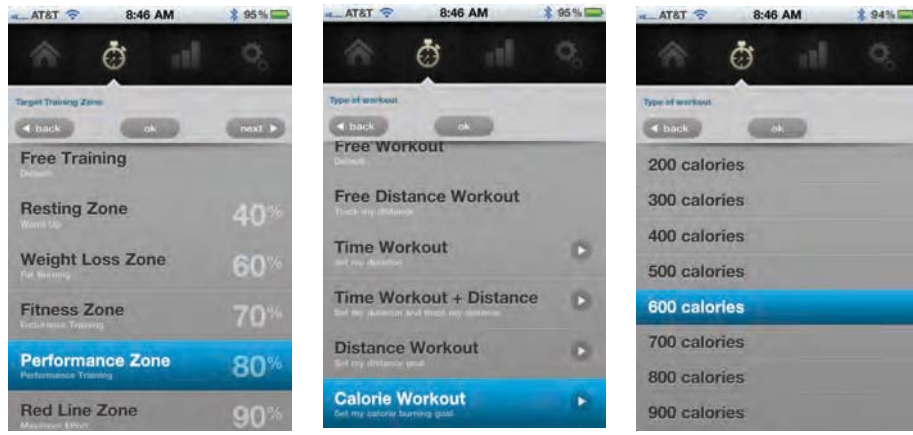 AT&T 8:46 AM 95%
Target Training Zone
back ok next
Free Training
Default
Resting Zone 40%
Warm Up
Weight Loss Zone 60%
Fat Burning
Fitness Zone 70%
Endurance Training
Performance Zone 80%
Performance Training
Red Line Zone 90%
Maximum Effort
AT&T 8:46 AM 95%
Type of workout
back ok
Free Workout
Default
Free Distance Workout
Track my distance
Time Workout
Set my duration
Time Workout + Distance
Set my duration and track my distance
Distance Workout
Set my distance goal
Calorie Workout
Set my calorie burning goal
AT&T 8:46 AM 94%
Type of workout
back ok
200 calories
300 calories
400 calories
500 calories
600 calories
700 calories
800 calories
900 calories